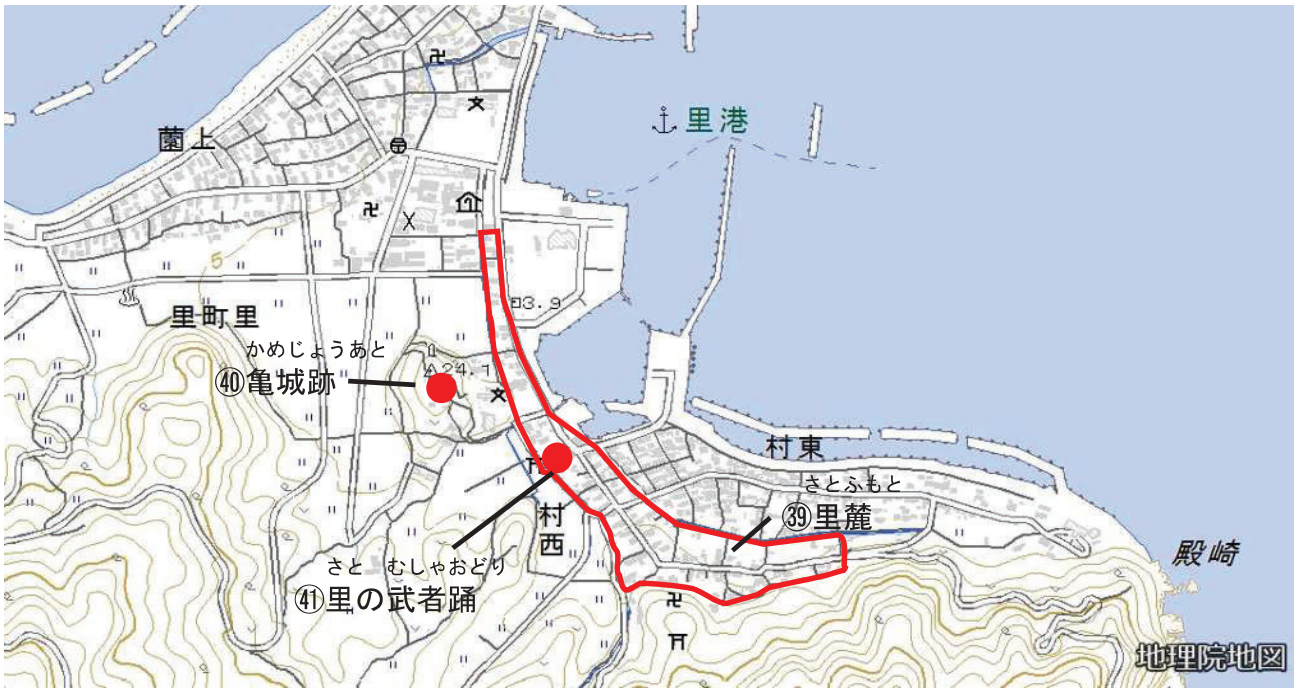 里港
薗上
5
3.9
里町里
かめじょうあと
㊵亀城跡
24.1
村東
さとふもと
㊴里麓
村西
殿崎
さと むしゃおどり
㊶里の武者踊
地理院地図